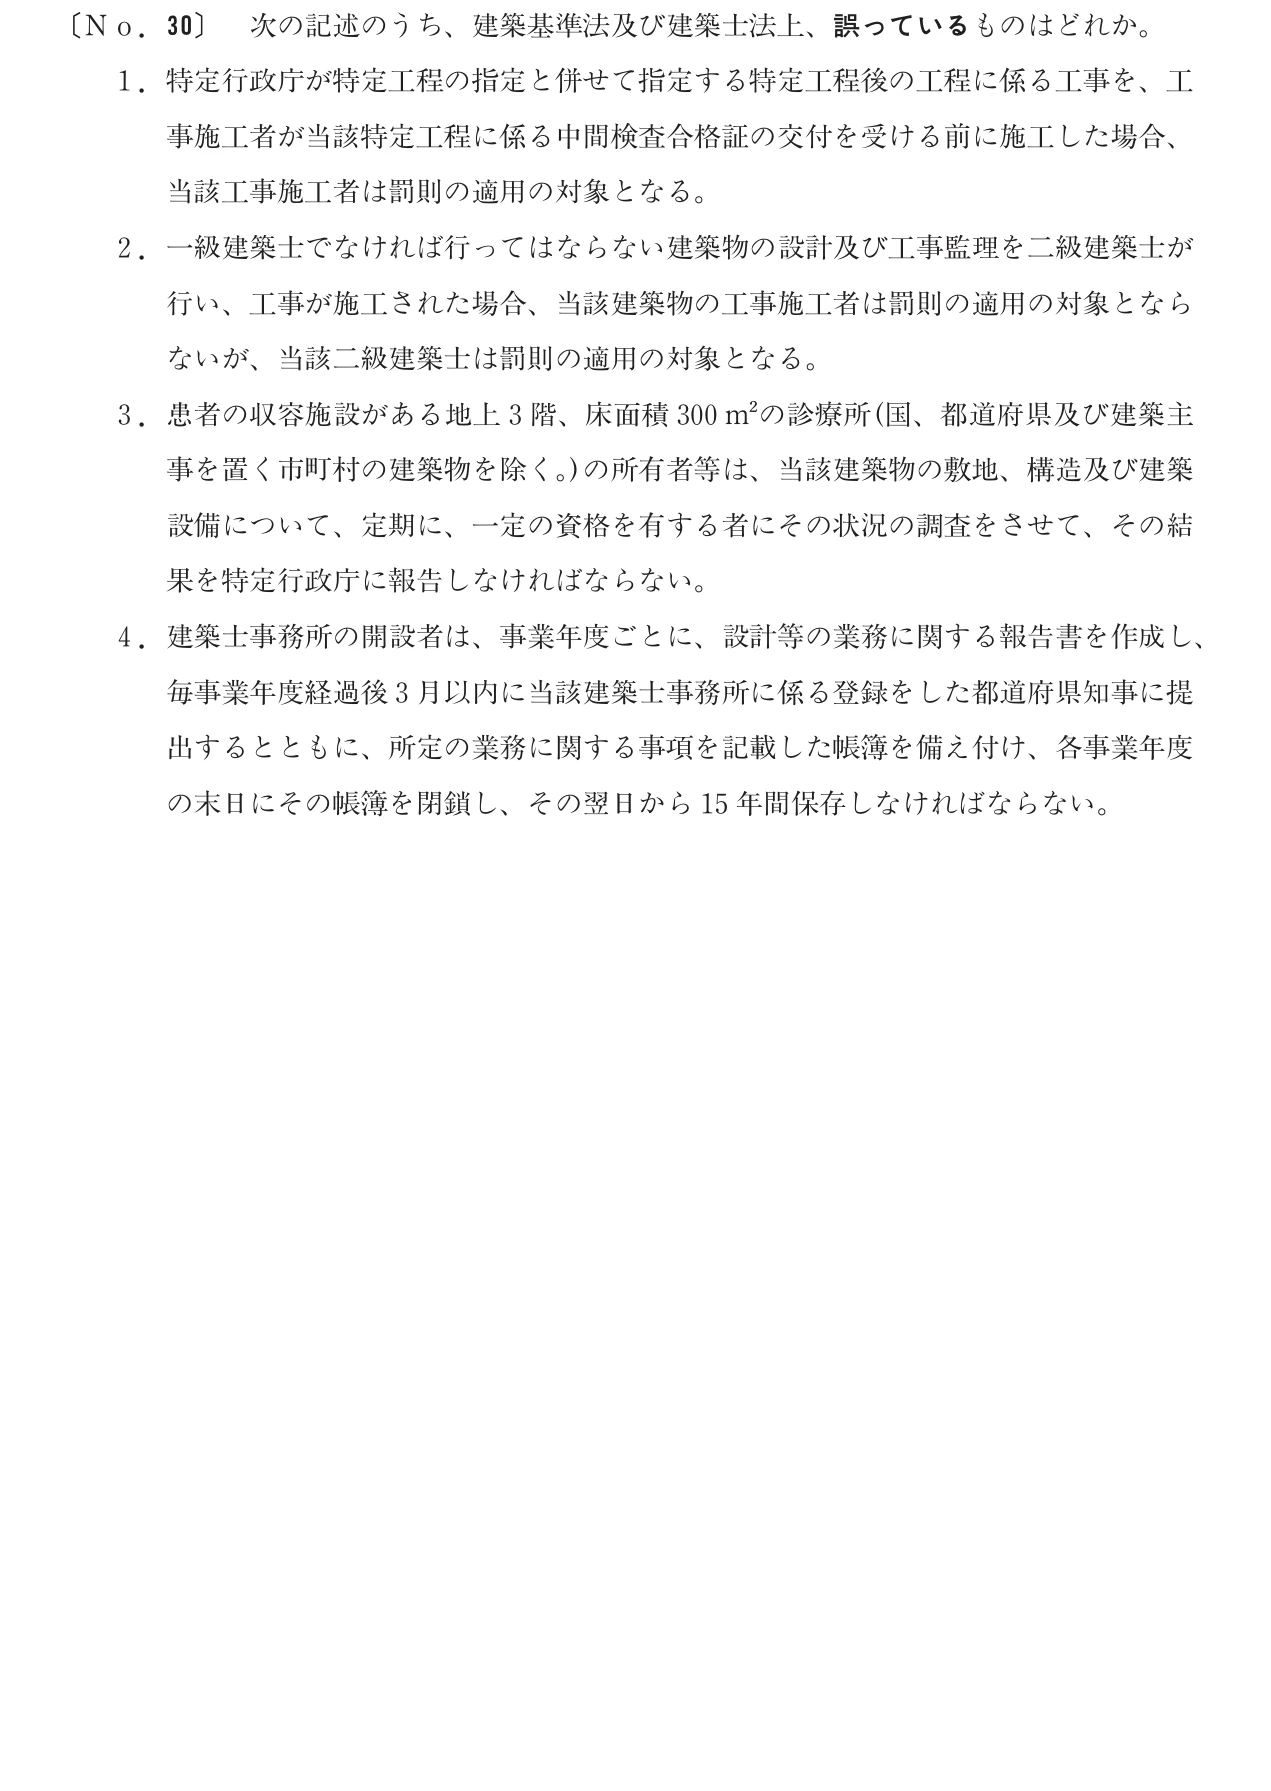 〔No. 30〕　次の記述のうち、建築基準法及び建築士法上、誤っているものはどれか。
1．特定行政庁が特定工程の指定と併せて指定する特定工程後の工程に係る工事を、工
事施工者が当該特定工程に係る中間検査合格証の交付を受ける前に施工した場合、
当該工事施工者は罰則の適用の対象となる。
2．一級建築士でなければ行ってはならない建築物の設計及び工事監理を二級建築士が
行い、工事が施工された場合、当該建築物の工事施工者は罰則の適用の対象となら
ないが、当該二級建築士は罰則の適用の対象となる。
3．患者の収容施設がある地上3階、床面積300 m²の診療所(国、都道府県及び建築主
事を置く市町村の建築物を除く。)の所有者等は、当該建築物の敷地、構造及び建築
設備について、定期に、一定の資格を有する者にその状況の調査をさせて、その結
果を特定行政庁に報告しなければならない。
4．建築士事務所の開設者は、事業年度ごとに、設計等の業務に関する報告書を作成し、
毎事業年度経過後3月以内に当該建築士事務所に係る登録をした都道府県知事に提
出するとともに、所定の業務に関する事項を記載した帳簿を備え付け、各事業年度
の末日にその帳簿を閉鎖し、その翌日から15年間保存しなければならない。